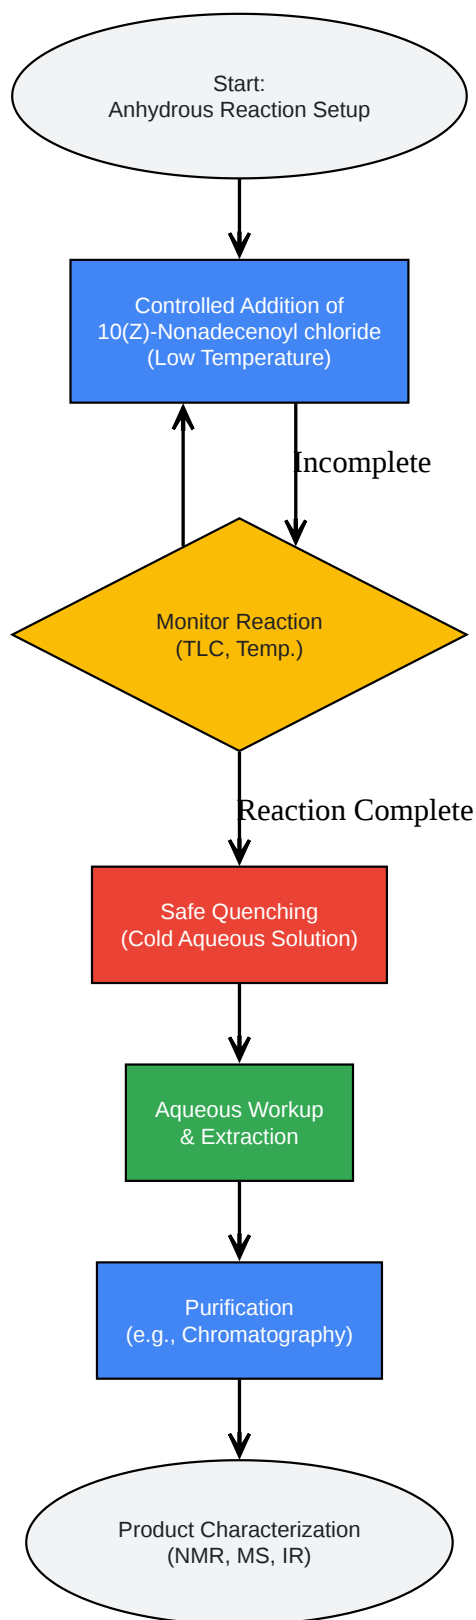 Start:
Anhydrous Reaction Setup
Controlled Addition of
10(Z)-Nonadecenoyl chloride
(Low Temperature)
Incomplete
Monitor Reaction
(TLC, Temp.)
Reaction Complete
Safe Quenching
(Cold Aqueous Solution)
Aqueous Workup
& Extraction
Purification
(e.g., Chromatography)
Product Characterization
(NMR, MS, IR)